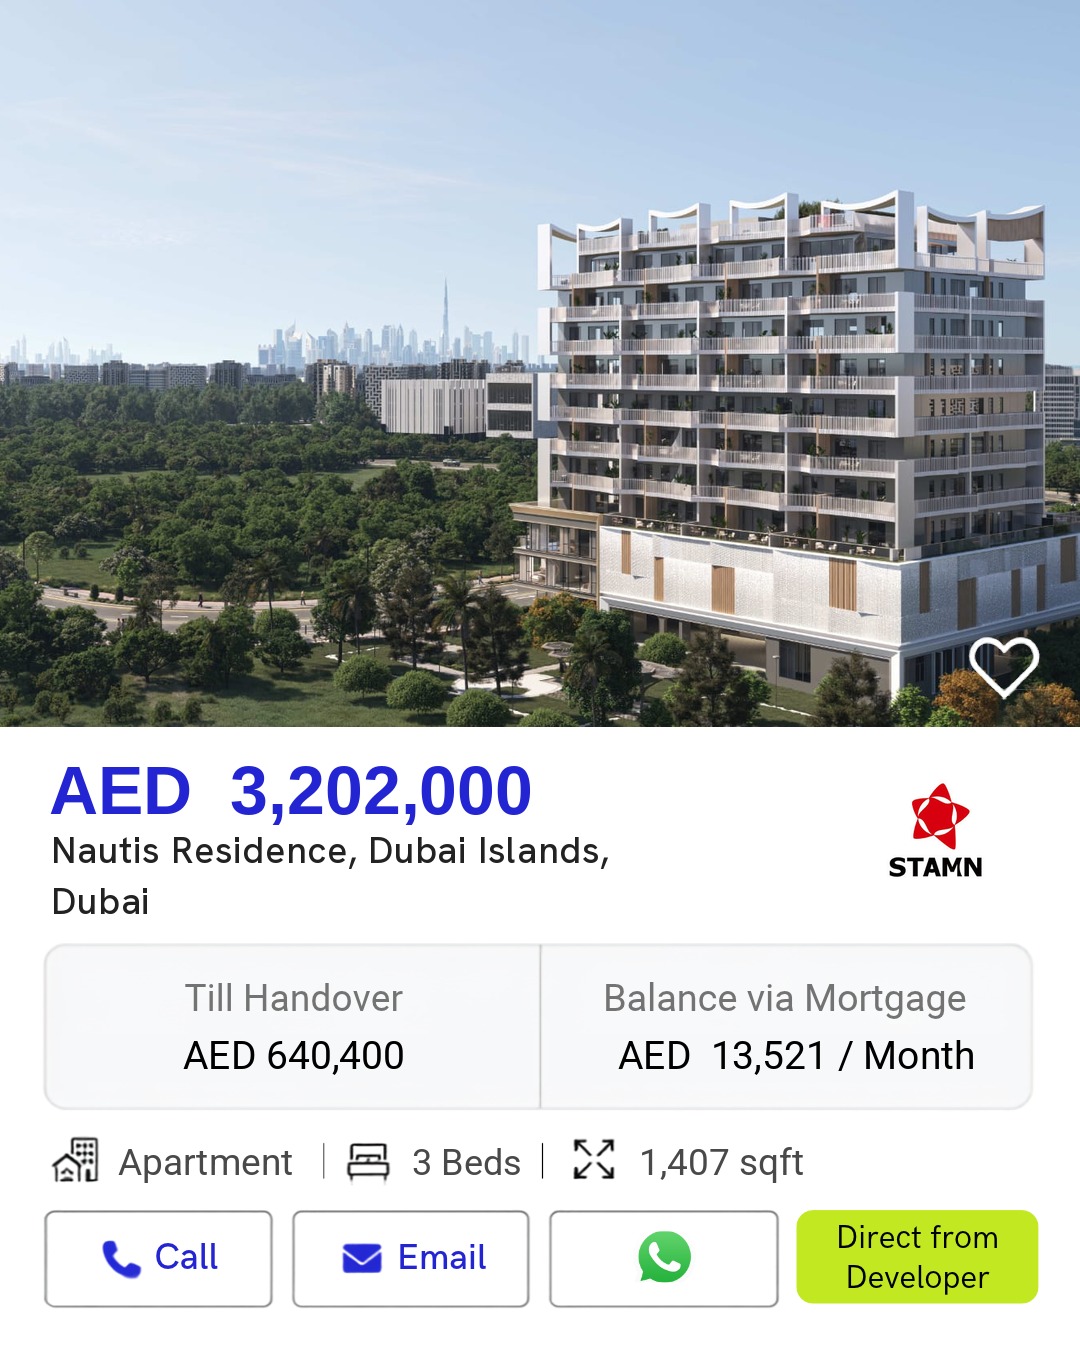 AED 3,202,000
Nautis Residence, Dubai Islands,
Dubai
STAMN
Till Handover
AED 640,400
Balance via Mortgage
AED 13,521 / Month
Apartment
3 Beds
1,407 sqft
Call
Email
Direct from
Developer